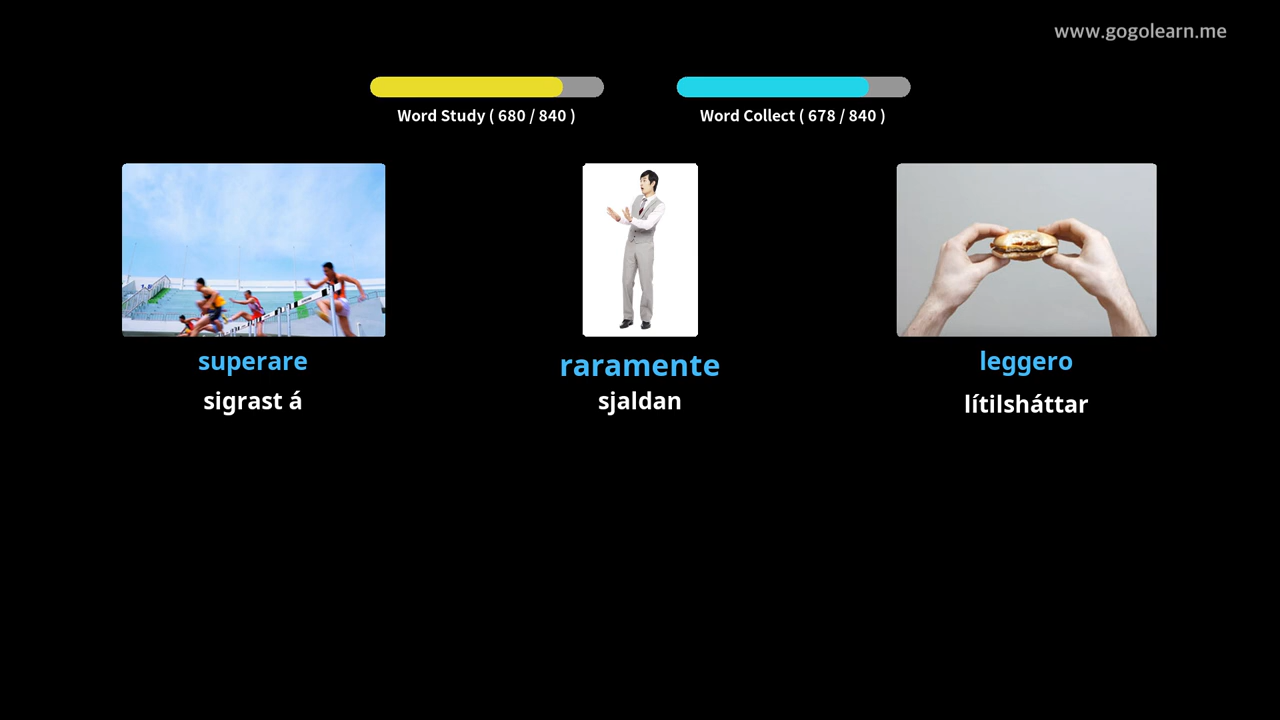 www.gogolearn.me
Word Study ( 680 / 840 )
Word Collect ( 678 / 840 )
superare
sigrast á
raramente
sjaldan
leggero
lítilsháttar